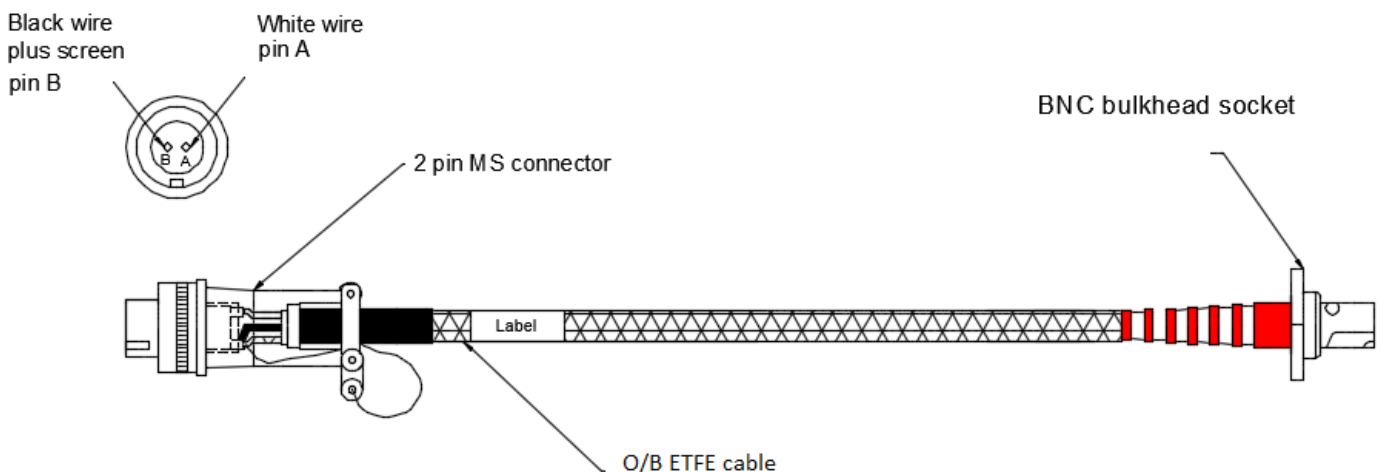 Black wire
plus screen
pin B
White wire
pin A
B A
2 pin MS connector
BNC bulkhead socket
Label
O/B ETFE cable